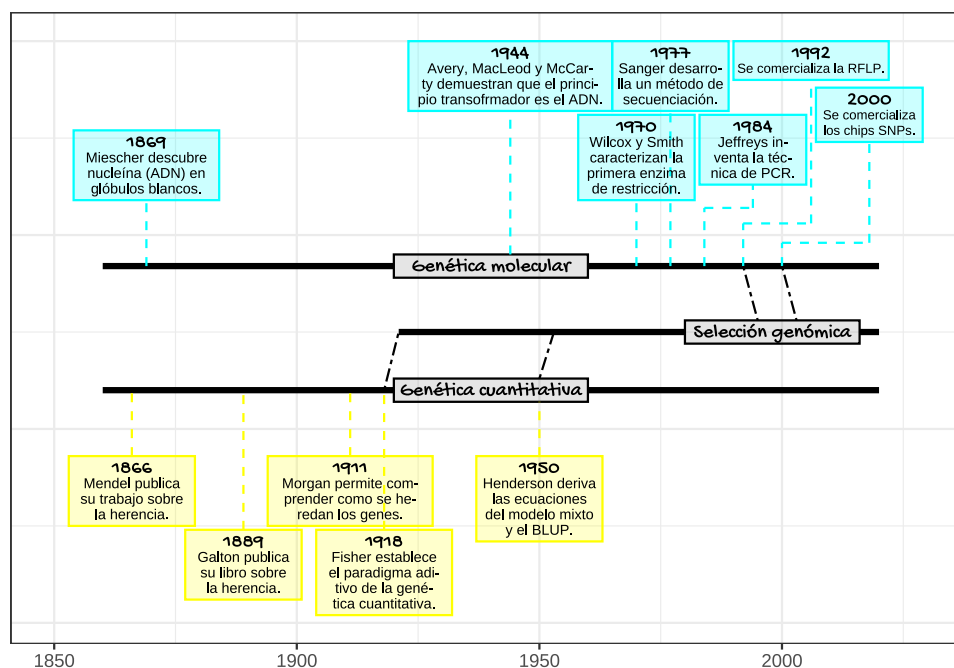 1944
Avery, MacLeod y McCar-
ty demuestran que el princi-
pio transofrmador es el ADN.
1977
Sanger desarro-
lla un método de
secuenciación.
1992
Se comercializa la RFLP.
2000
Se comercializa
los chips SNPs.
1869
Miescher descubre
nucleína (ADN) en
glóbulos blancos.
1970
Wilcox y Smith
caracterizan la
primera enzima
de restricción.
1984
Jeffreys in-
venta la téc-
nica de PCR.
Genética molecular
Selección genómica
Genética cuantitativa
1866
Mendel publica
su trabajo sobre
la herencia.
1911
Morgan permite com-
prender como se he-
redan los genes.
1950
Henderson deriva
las ecuaciones
del modelo mixto
y el BLUP.
1889
Galton publica
su libro sobre
la herencia.
1918
Fisher establece
el paradigma adi-
tivo de la gené-
tica cuantitativa.
1850
1900
1950
2000